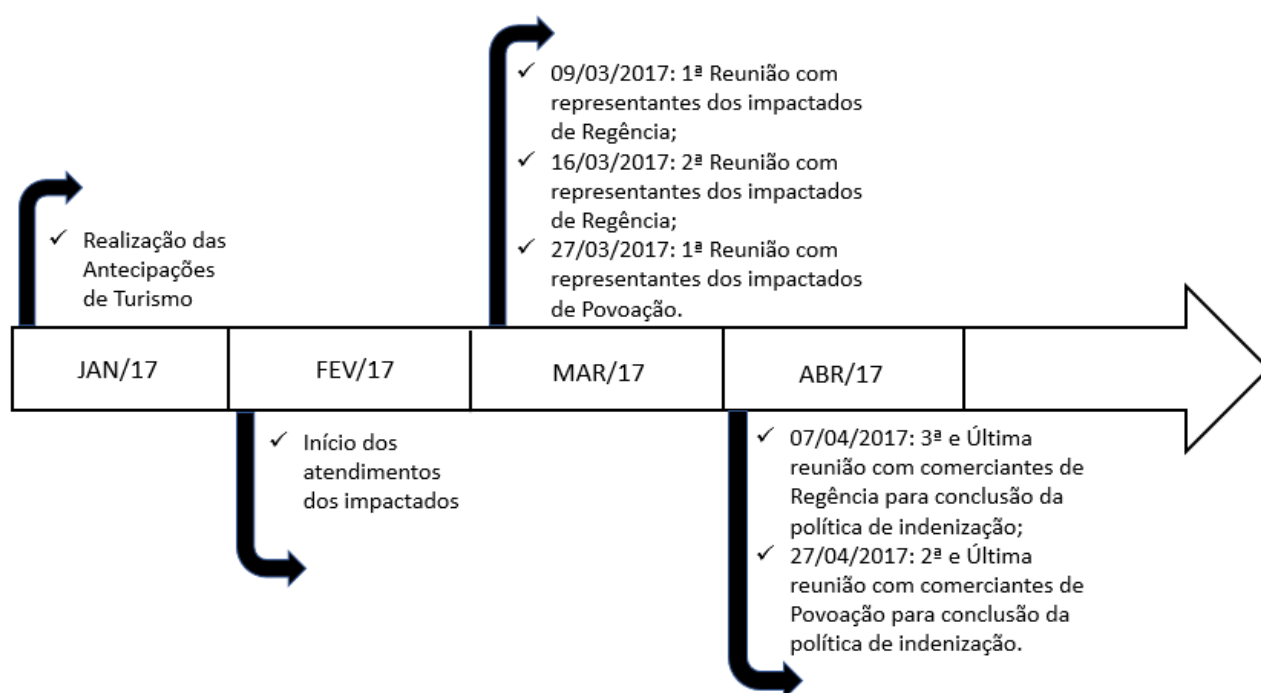 ✓ 09/03/2017: 1ª Reunião com
representantes dos impactados
de Regência;
✓ 16/03/2017: 2ª Reunião com
representantes dos impactados
de Regência;
✓ 27/03/2017: 1ª Reunião com
representantes dos impactados
de Povoação.
✓ Realização das
Antecipações
de Turismo
JAN/17
FEV/17
MAR/17
ABR/17
✓ Início dos
atendimentos
dos impactados
✓ 07/04/2017: 3ª e Última
reunião com comerciantes de
Regência para conclusão da
política de indenização;
✓ 27/04/2017: 2ª e Última
reunião com comerciantes de
Povoação para conclusão da
política de indenização.